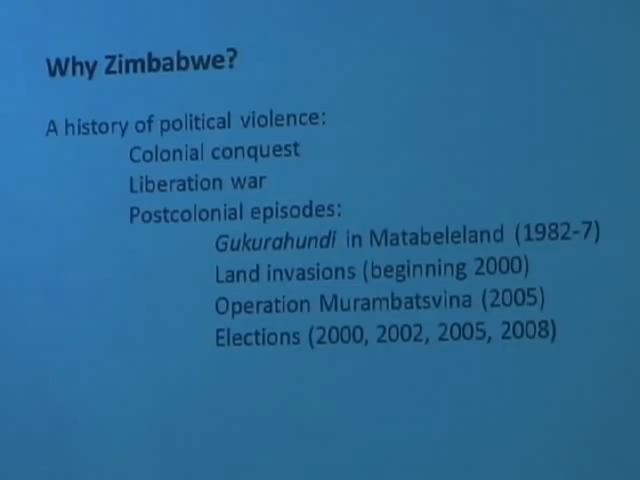 Why Zimbabwe?
A history of political violence:
Colonial conquest
Liberation war
Postcolonial episodes:
Gukurahundi in Matabeleland (1982-7)
Land invasions (beginning 2000)
Operation Murambatsvina (2005)
Elections (2000, 2002, 2005, 2008)